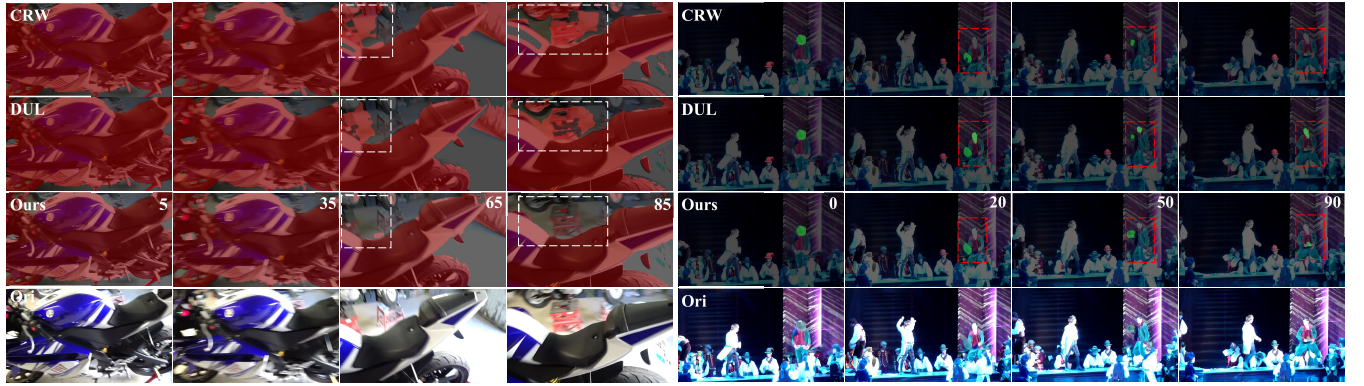 CRW CRW
DUL DUL
Ours 5 35 65 85 Ours 0 20 50 90
Ori Ori